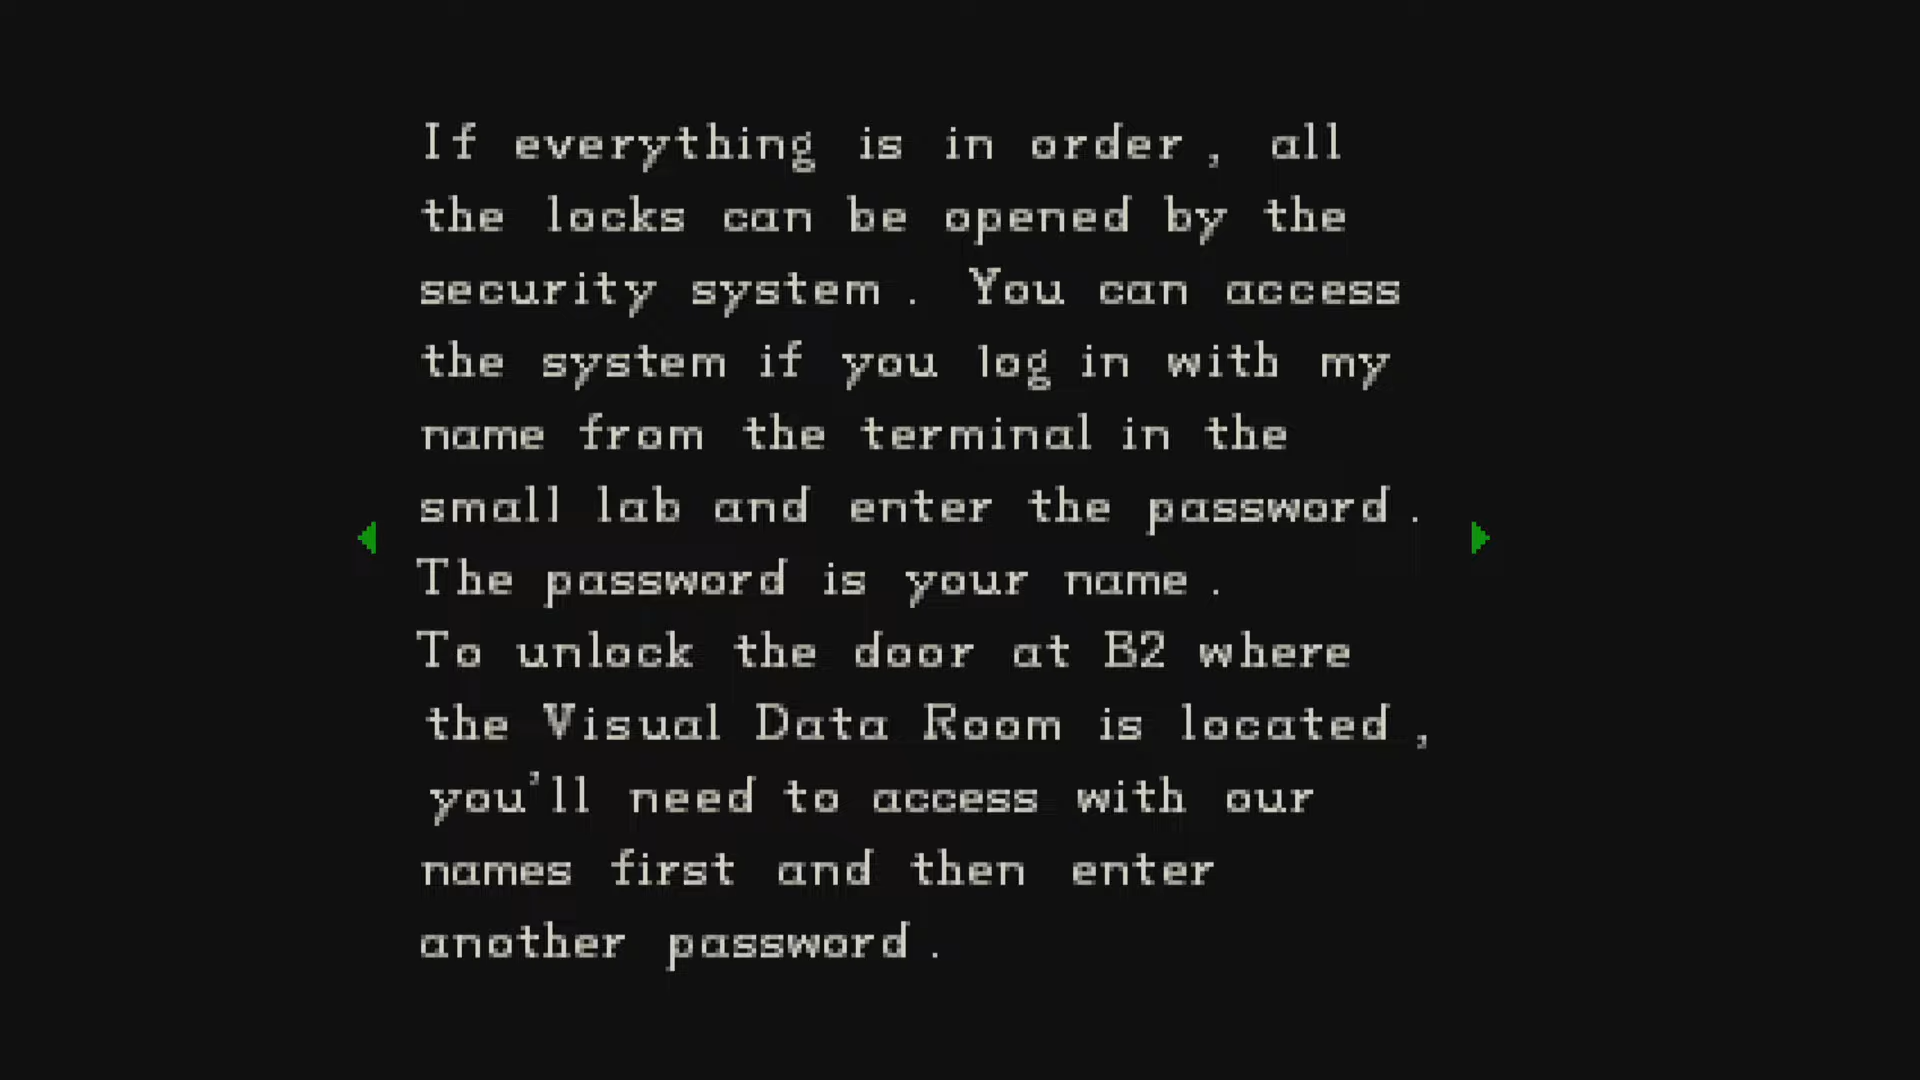 If everything is in order, all
the locks can be opened by the
security system. You can access
the system if you log in with my
name from the terminal in the
small lab and enter the password.
The password is your name.
To unlock the door at B2 where
the Visual Data Room is located,
you'll need to access with our
names first and then enter
another password.